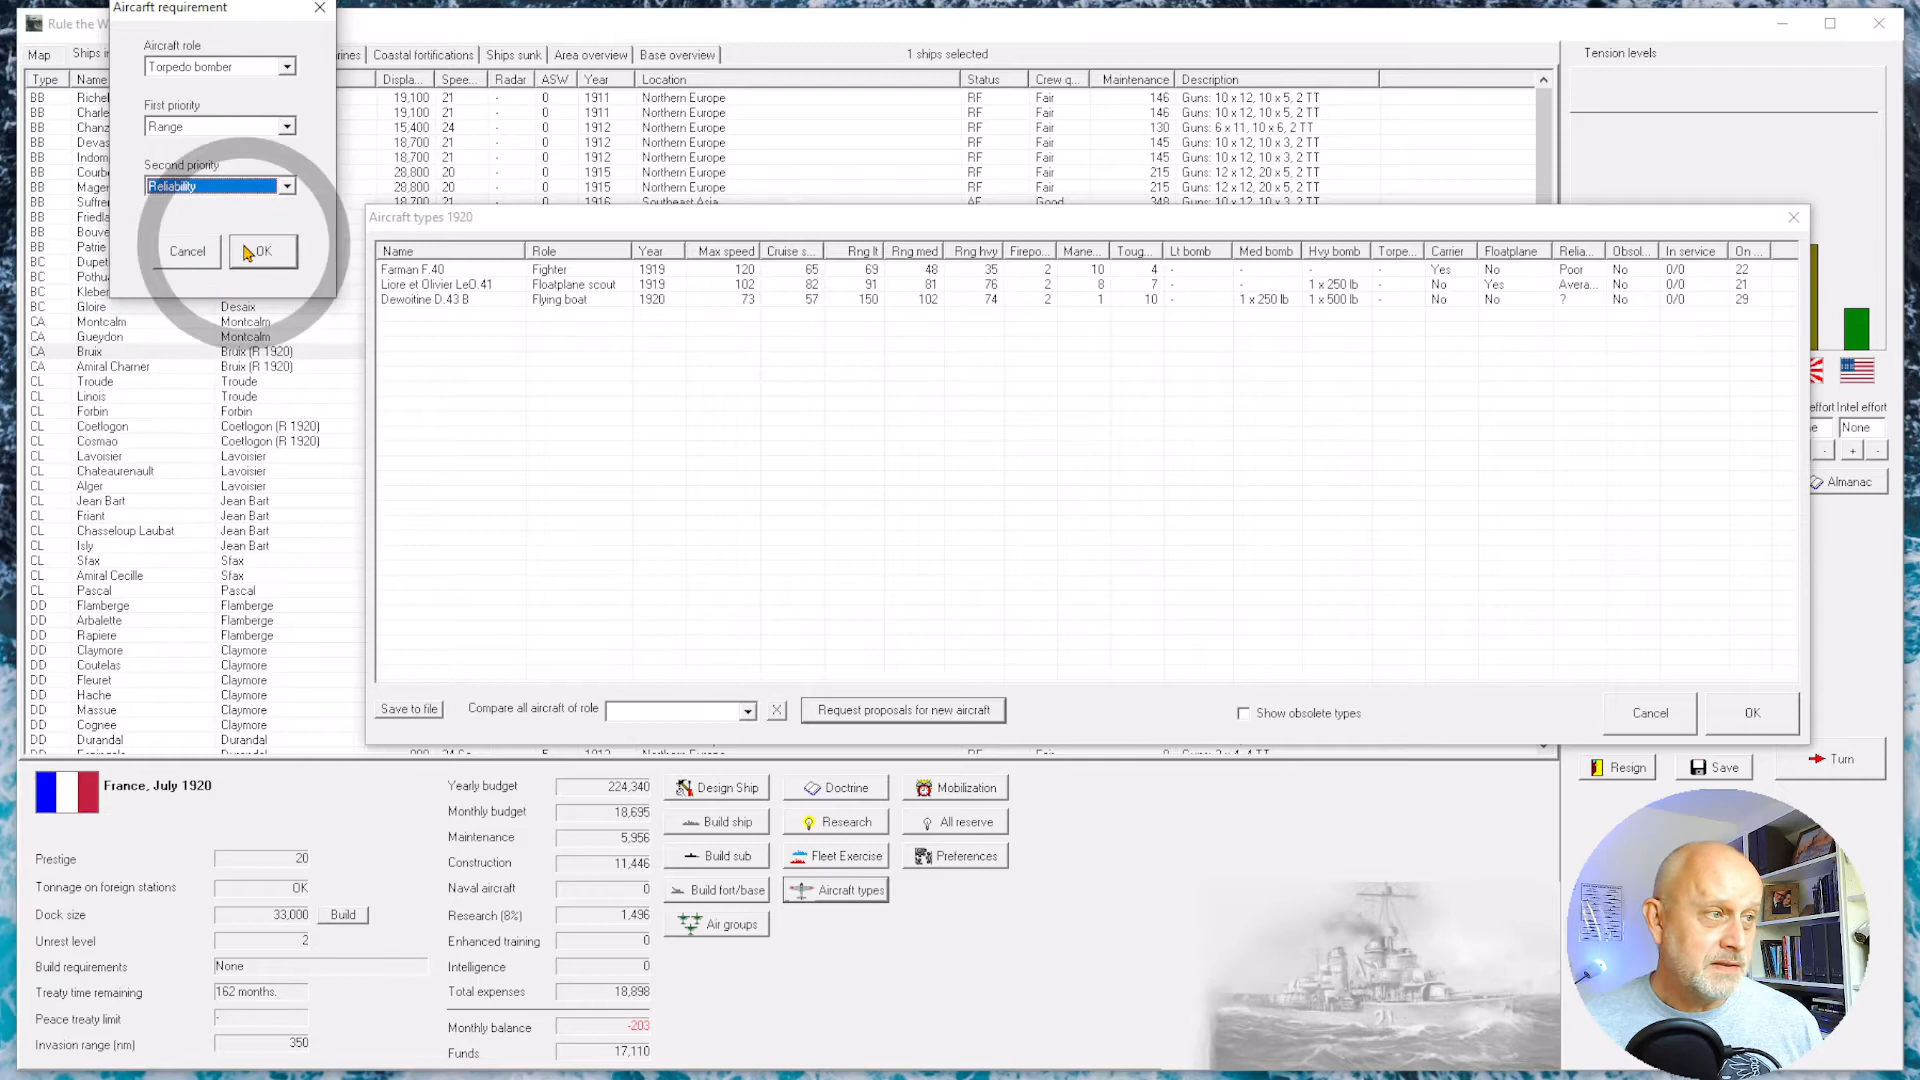 Aircarft requirement
Rule the W
Aircraft role
Torpedo bomber
First priority
Range
Second priority
Reliability
Cancel
OK
Map
Ships i
rines
Coastal fortifications
Ships sunk
Area overview
Base overview
1 ships selected
Type Name Displa... Spee... Radar ASW Year Location Status Crew q... Maintenance Description
BB Richel 19,100 21 - 0 1911 Northern Europe RF Fair 146 Guns: 10 x 12, 10 x 5, 2 TT
BB Charle 19,100 21 - 0 1911 Northern Europe RF Fair 146 Guns: 10 x 12, 10 x 5, 2 TT
BB Chanz 15,400 24 - 0 1912 Northern Europe RF Fair 130 Guns: 6 x 11, 10 x 6, 2 TT
BB Devas 18,700 21 - 0 1912 Northern Europe RF Fair 145 Guns: 10 x 12, 10 x 3, 2 TT
BB Indom 18,700 21 - 0 1912 Northern Europe RF Fair 145 Guns: 10 x 12, 10 x 3, 2 TT
BB Courbe 28,800 20 - 0 1915 Northern Europe RF Fair 215 Guns: 12 x 12, 20 x 5, 2 TT
BB Mager 28,800 20 - 0 1915 Northern Europe RF Fair 215 Guns: 12 x 12, 20 x 5, 2 TT
BB Suffrer 18,700 21 - 0 1916 Southeast Asia AF Good 348 Guns: 10 x 12, 10 x 3, 2 TT
BB Friedla
BB Bouve
BB Patrie
BC Dupet
BC Pothua
BC Kleber
BC Gloire Desaix
CA Montcalm Montcalm
CA Gueydon Montcalm
CA Bruix Bruix (R 1920)
CA Amiral Charner Bruix (R 1920)
CL Troude Troude
CL Linois Troude
CL Forbin Forbin
CL Coetlogon Coetlogon (R 1920)
CL Cosmao Coetlogon (R 1920)
CL Lavoisier Lavoisier
CL Chateaurenault Lavoisier
CL Alger Lavoisier
CL Jean Bart Jean Bart
CL Friant Jean Bart
CL Chasseloup Laubat Jean Bart
CL Isly Jean Bart
CL Sfax Sfax
CL Amiral Cecille Sfax
CL Pascal Pascal
DD Flamberge Flamberge
DD Arbalette Flamberge
DD Rapiere Flamberge
DD Claymore Claymore
DD Coutelas Claymore
DD Fleuret Claymore
DD Hache Claymore
DD Massue Claymore
DD Cognee Claymore
DD Durandal Durandal
Aircraft types 1920
Name Role Year Max speed Cruise s... Rng lt Rng med Rng hvy Firepo... Mane... Toug... Lt bomb Med bomb Hvy bomb Torpe... Carrier Floatplane Relia... Obsol... In service On ...
Farman F.40 Fighter 1919 120 65 69 48 35 2 10 4 - - - - Yes No Poor No 0/0 22
Liore et Olivier LeO.41 Floatplane scout 1919 102 82 91 81 76 2 8 7 - - 1 x 250 lb - No Yes Avera... No 0/0 21
Dewoitine D.43 B Flying boat 1920 73 57 150 102 74 2 1 10 - 1 x 250 lb 1 x 500 lb - No No ? No 0/0 29
Save to file
Compare all aircraft of role
X
Request proposals for new aircraft
Show obsolete types
Cancel
OK
Tension levels
effort Intel effort
ne None
- + -
Almanac
Resign
Save
Turn
France, July 1920
Prestige 20
Tonnage on foreign stations OK
Dock size 33,000 Build
Unrest level 2
Build requirements None
Treaty time remaining 162 months.
Peace treaty limit -
Invasion range (nm) 350
Yearly budget 224,340
Monthly budget 18,695
Maintenance 5,956
Construction 11,446
Naval aircraft 0
Research (8%) 1,496
Enhanced training 0
Intelligence 0
Total expenses 18,898
Monthly balance -203
Funds 17,110
Design Ship
Doctrine
Mobilization
Build ship
Research
All reserve
Build sub
Fleet Exercise
Preferences
Build fort/base
Aircraft types
Air groups